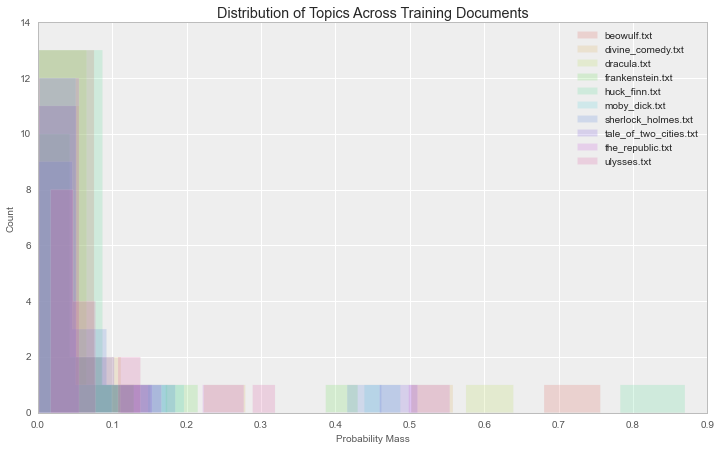 Distribution of Topics Across Training Documents
14
12
10
8
6
4
2
0
Count
beowulf.txt
divine_comedy.txt
dracula.txt
frankenstein.txt
huck_finn.txt
moby_dick.txt
sherlock_holmes.txt
tale_of_two_cities.txt
the_republic.txt
ulysses.txt
0.0 0.1 0.2 0.3 0.4 0.5 0.6 0.7 0.8 0.9
Probability Mass